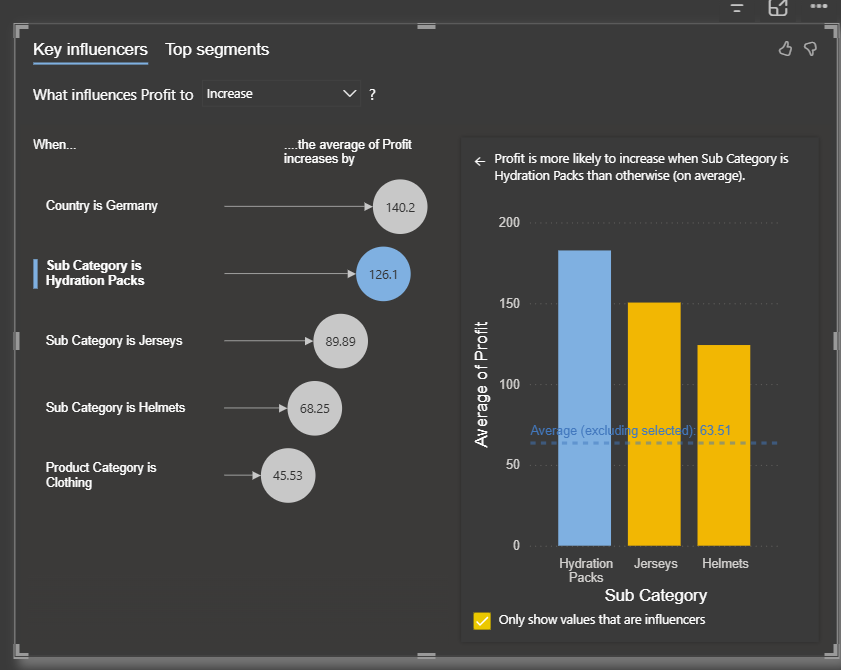 Key influencers Top segments
What influences Profit to Increase ?
When...
....the average of Profit
increases by
Country is Germany
140.2
Sub Category is
Hydration Packs
126.1
Sub Category is Jerseys
89.89
Sub Category is Helmets
68.25
Product Category is
Clothing
45.53
Profit is more likely to increase when Sub Category is
Hydration Packs than otherwise (on average).
200
150
100
50
0
Average of Profit
Average (excluding selected): 63.51
Hydration
Packs
Jerseys
Helmets
Sub Category
Only show values that are influencers